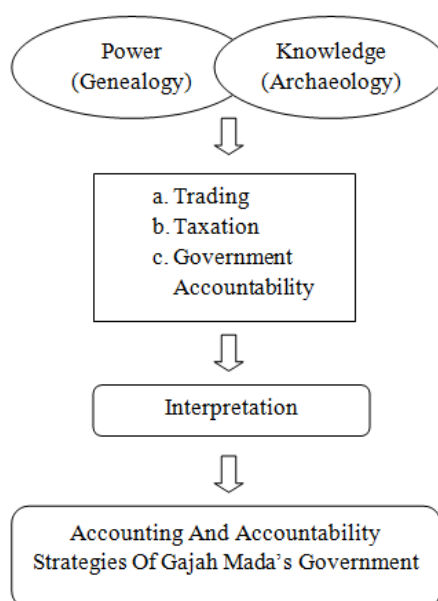 Power
(Genealogy)
Knowledge
(Archaeology)
a. Trading
b. Taxation
c. Government
Accountability
Interpretation
Accounting And Accountability
Strategies Of Gajah Mada’s Government